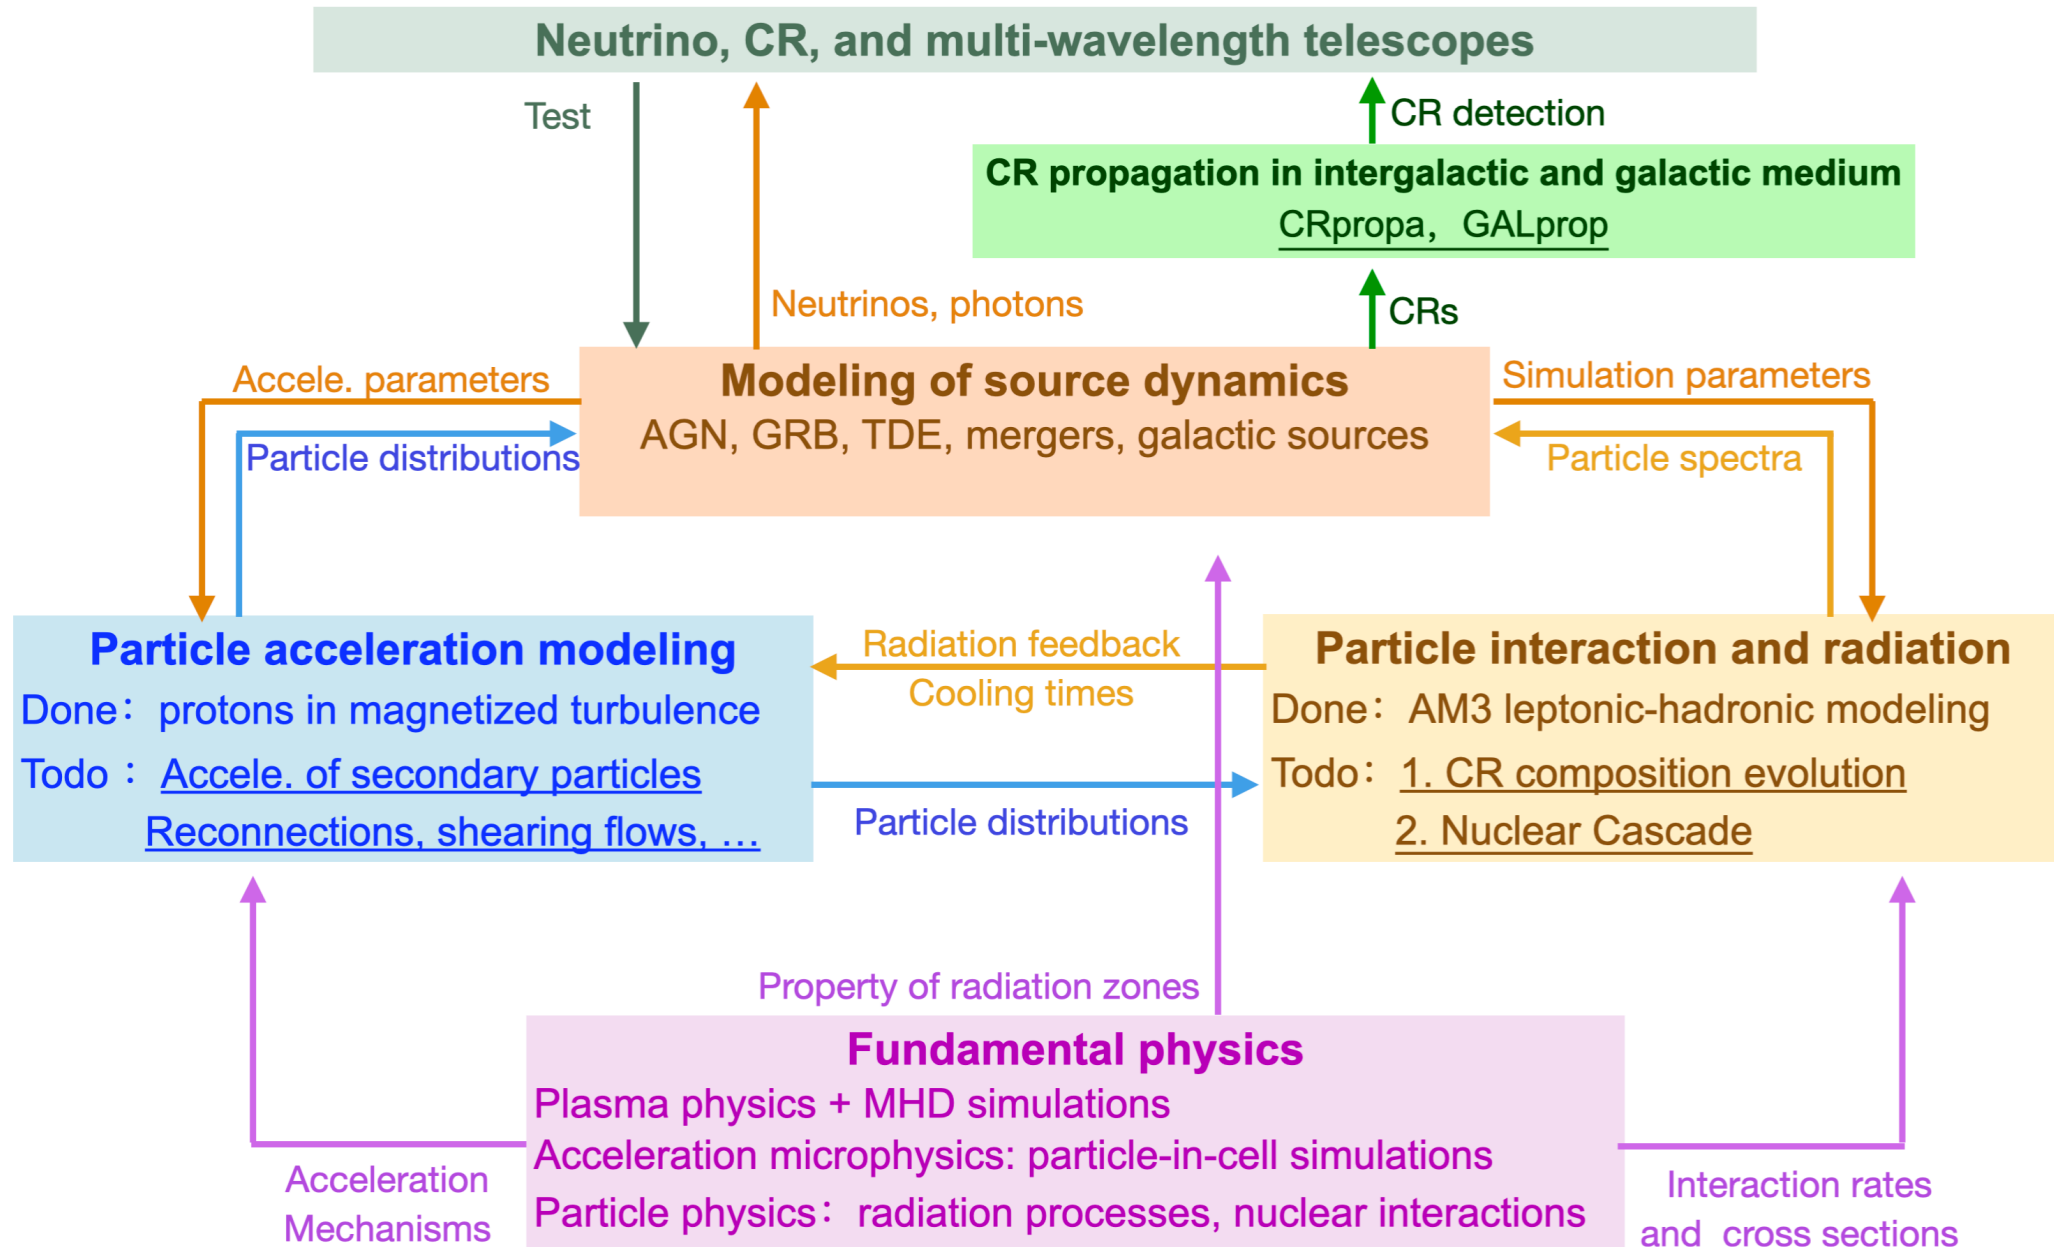 Neutrino, CR, and multi-wavelength telescopes
Test
CR detection
CR propagation in intergalactic and galactic medium
CRpropa，GALprop
Neutrinos, photons
CRs
Accele. parameters
Modeling of source dynamics
Simulation parameters
AGN, GRB, TDE, mergers, galactic sources
Particle distributions
Particle spectra
Particle acceleration modeling
Done：protons in magnetized turbulence
Todo：Accele. of secondary particles
Reconnections, shearing flows, …
Radiation feedback
Cooling times
Particle distributions
Particle interaction and radiation
Done：AM3 leptonic-hadronic modeling
Todo：1. CR composition evolution
2. Nuclear Cascade
Property of radiation zones
Fundamental physics
Plasma physics + MHD simulations
Acceleration microphysics: particle-in-cell simulations
Particle physics：radiation processes, nuclear interactions
Acceleration
Mechanisms
Interaction rates
and cross sections